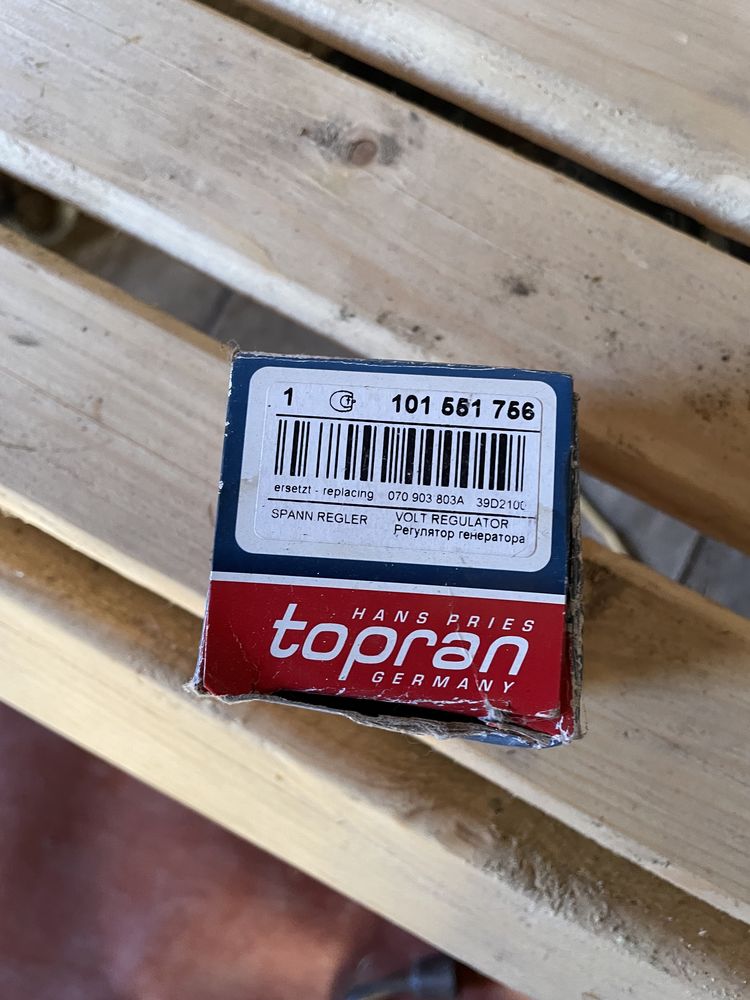 1 101 551 756
ersetzt - replacing 070 903 803A 39D2100
SPANN REGLER VOLT REGULATOR
Регулятор генератора
HANS PRIES
topran
GERMANY